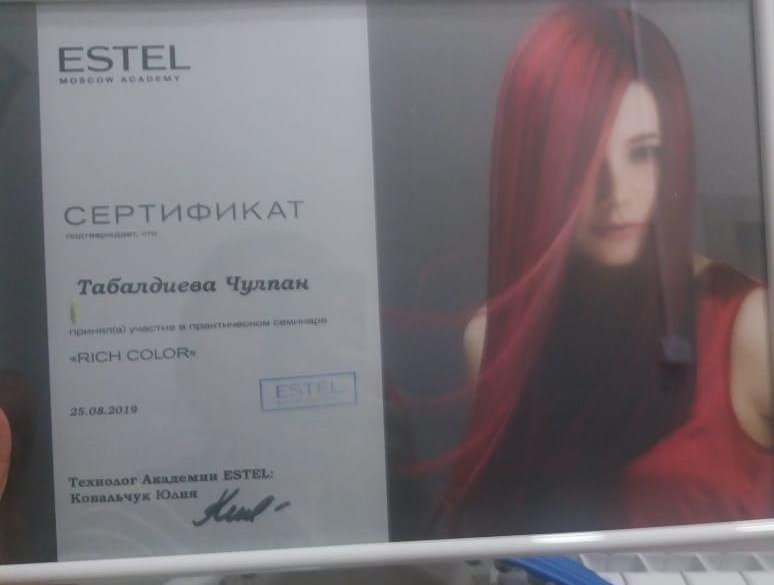 ESTEL
MOSCOW ACADEMY
СЕРТИФИКАТ
подтверждает, что
Табалдиева Чулпан
принял(а) участие в практическом семинаре
«RICH COLOR»
ESTEL
25.08.2019
Технолог Академии ESTEL:
Ковальчук Юлия